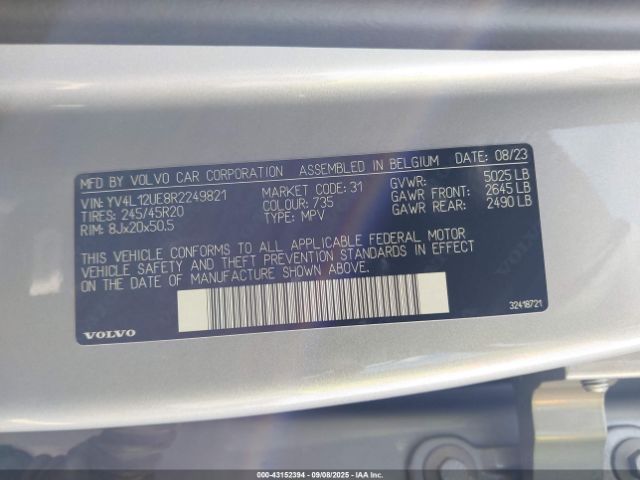 MFD BY VOLVO CAR CORPORATION ASSEMBLED IN BELGIUM DATE: 08/23
VIN: YV4L12UE8R2249821 MARKET CODE: 31 GVWR: 5025 LB
TIRES: 245/45R20 COLOUR: 735 GAWR FRONT: 2645 LB
RIM: 8Jx20x50.5 TYPE: MPV GAWR REAR: 2490 LB
THIS VEHICLE CONFORMS TO ALL APPLICABLE FEDERAL MOTOR
VEHICLE SAFETY AND THEFT PREVENTION STANDARDS IN EFFECT
ON THE DATE OF MANUFACTURE SHOWN ABOVE.
32418721
VOLVO
© IMAGE 000-43152394 09/08/2025 IAA.COM